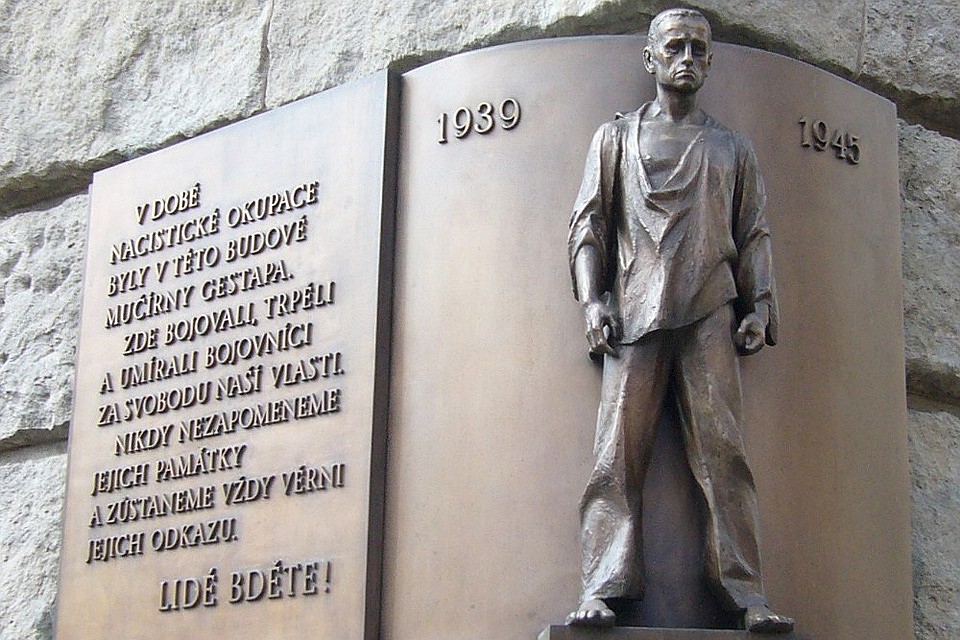 V DOBĚ
NACISTICKÉ OKUPACE
BYLY V TÉTO BUDOVĚ
MUČÍRNY GESTAPA.
ZDE BOJOVALI, TRPĚLI
A UMÍRALI BOJOVNÍCI
ZA SVOBODU NAŠÍ VLASTI.
NIKDY NEZAPOMENEME
JEJICH PAMÁTKY
A ZŮSTANEME VŽDY VĚRNI
JEJICH ODKAZU.
LIDÉ BDĚTE!
1939
1945